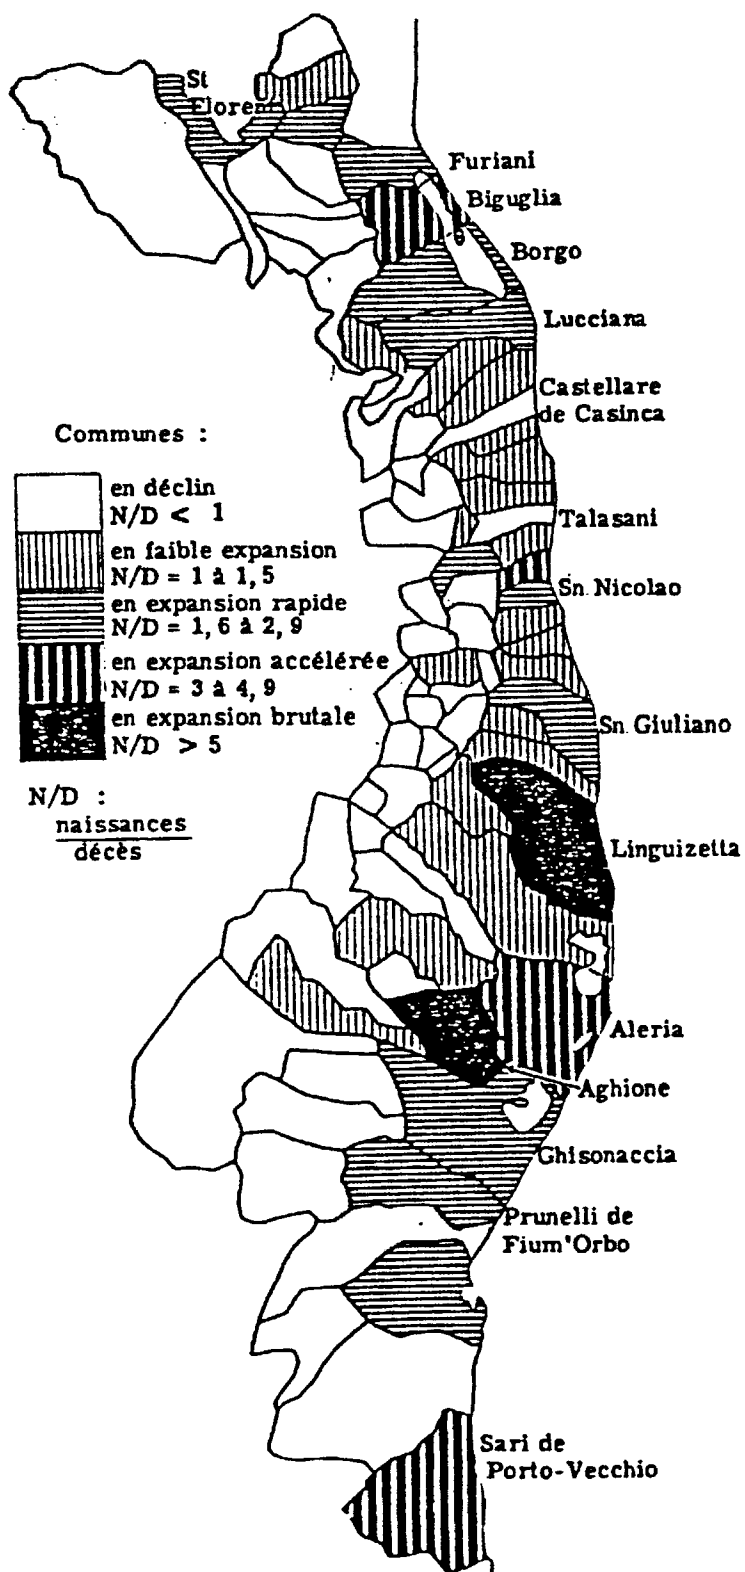 St
Florent
Furiani
Biguglia
Borgo
Lucciana
Castellare
de Casinca
Communes :
en déclin
N/D < 1
Talasani
en faible expansion
N/D = 1 à 1,5
Sn. Nicolao
en expansion rapide
N/D = 1,6 à 2,9
en expansion accélérée
N/D = 3 à 4,9
en expansion brutale
N/D > 5
Sn. Giuliano
N/D :
naissances
décès
Linguizetta
Aleria
Aghione
Ghisonaccia
Prunelli de
Fium'Orbo
Sari de
Porto-Vecchio